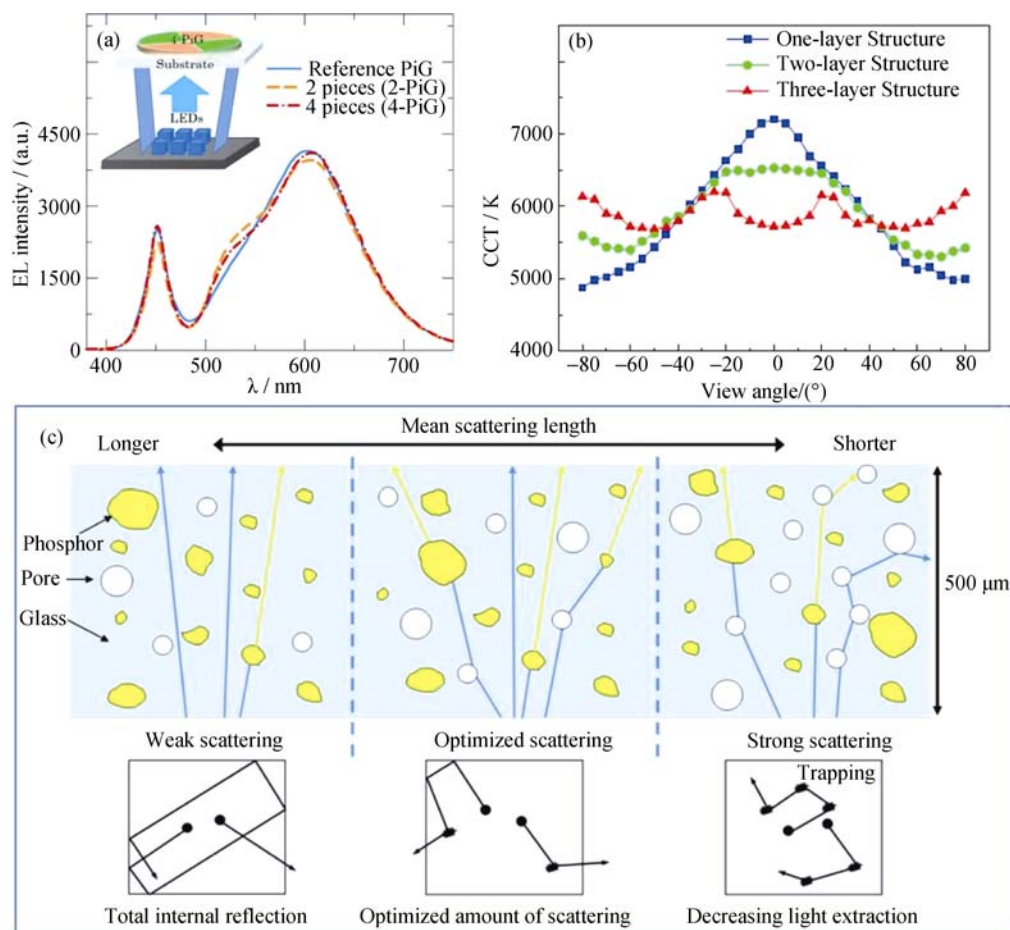 (a)
4-PiG
Substrate
LEDs
Reference PiG
2 pieces (2-PiG)
4 pieces (4-PiG)
EL intensity / (a.u.)
4500
3000
1500
0
400
500
600
700
λ / nm
(b)
One-layer Structure
Two-layer Structure
Three-layer Structure
CCT / K
7000
6000
5000
4000
–80
–60
–40
–20
0
20
40
60
80
View angle/(°)
(c)
Mean scattering length
Longer
Shorter
Phosphor
Pore
Glass
500 μm
Weak scattering
Optimized scattering
Strong scattering
Trapping
Total internal reflection
Optimized amount of scattering
Decreasing light extraction